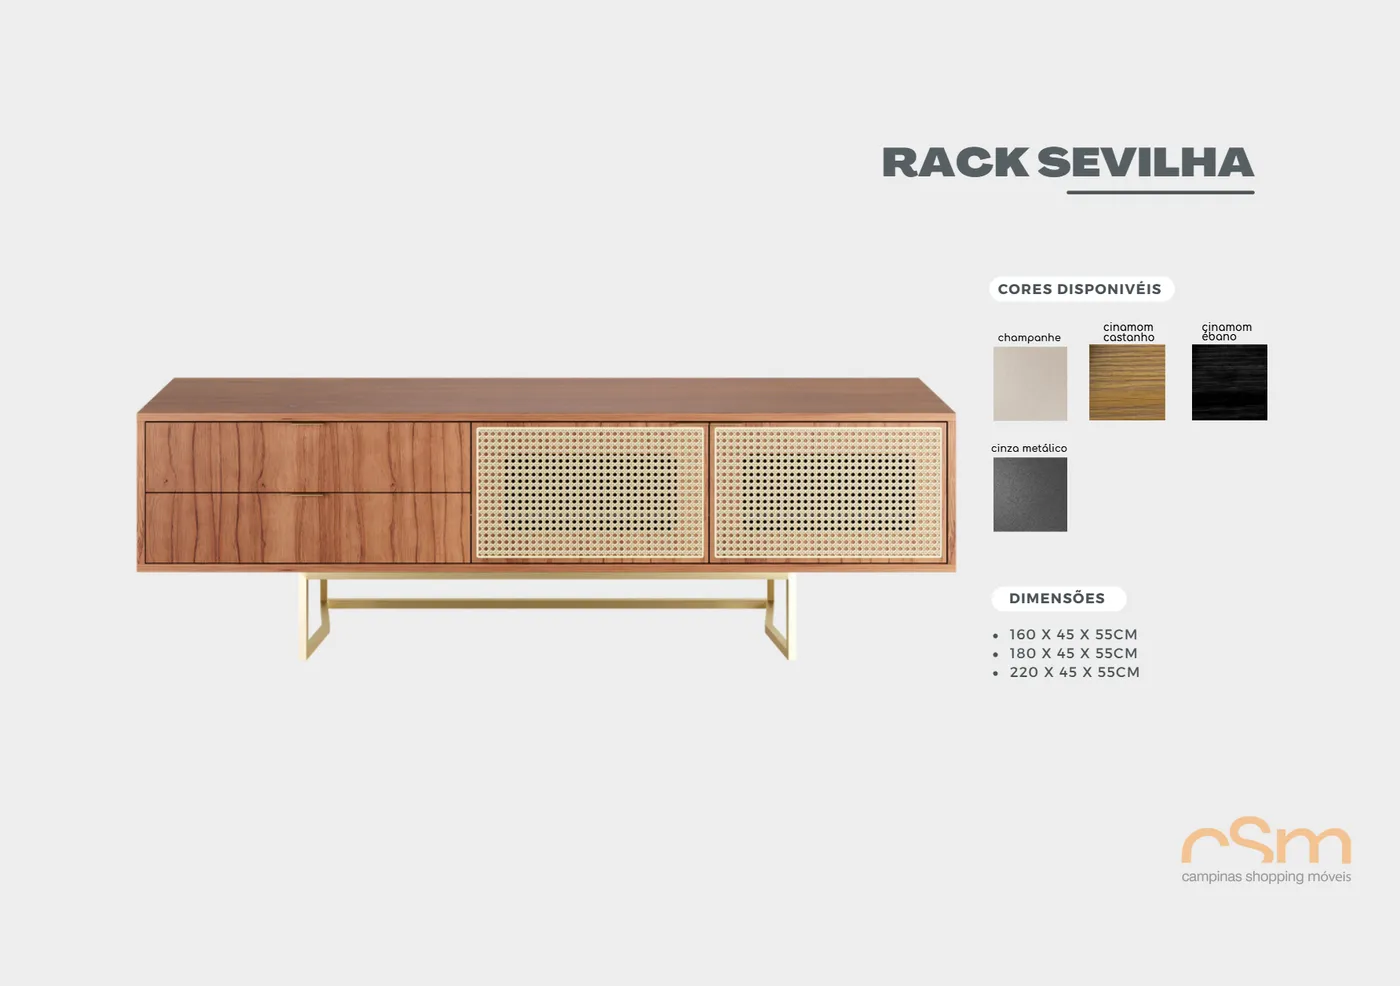 RACK SEVILHA
CORES DISPONIVÉIS
champanhe
cinamom
castanho
çinamom
ébano
cinza metálico
DIMENSÕES
• 160 X 45 X 55CM
• 180 X 45 X 55CM
• 220 X 45 X 55CM
csm
campinas shopping móveis